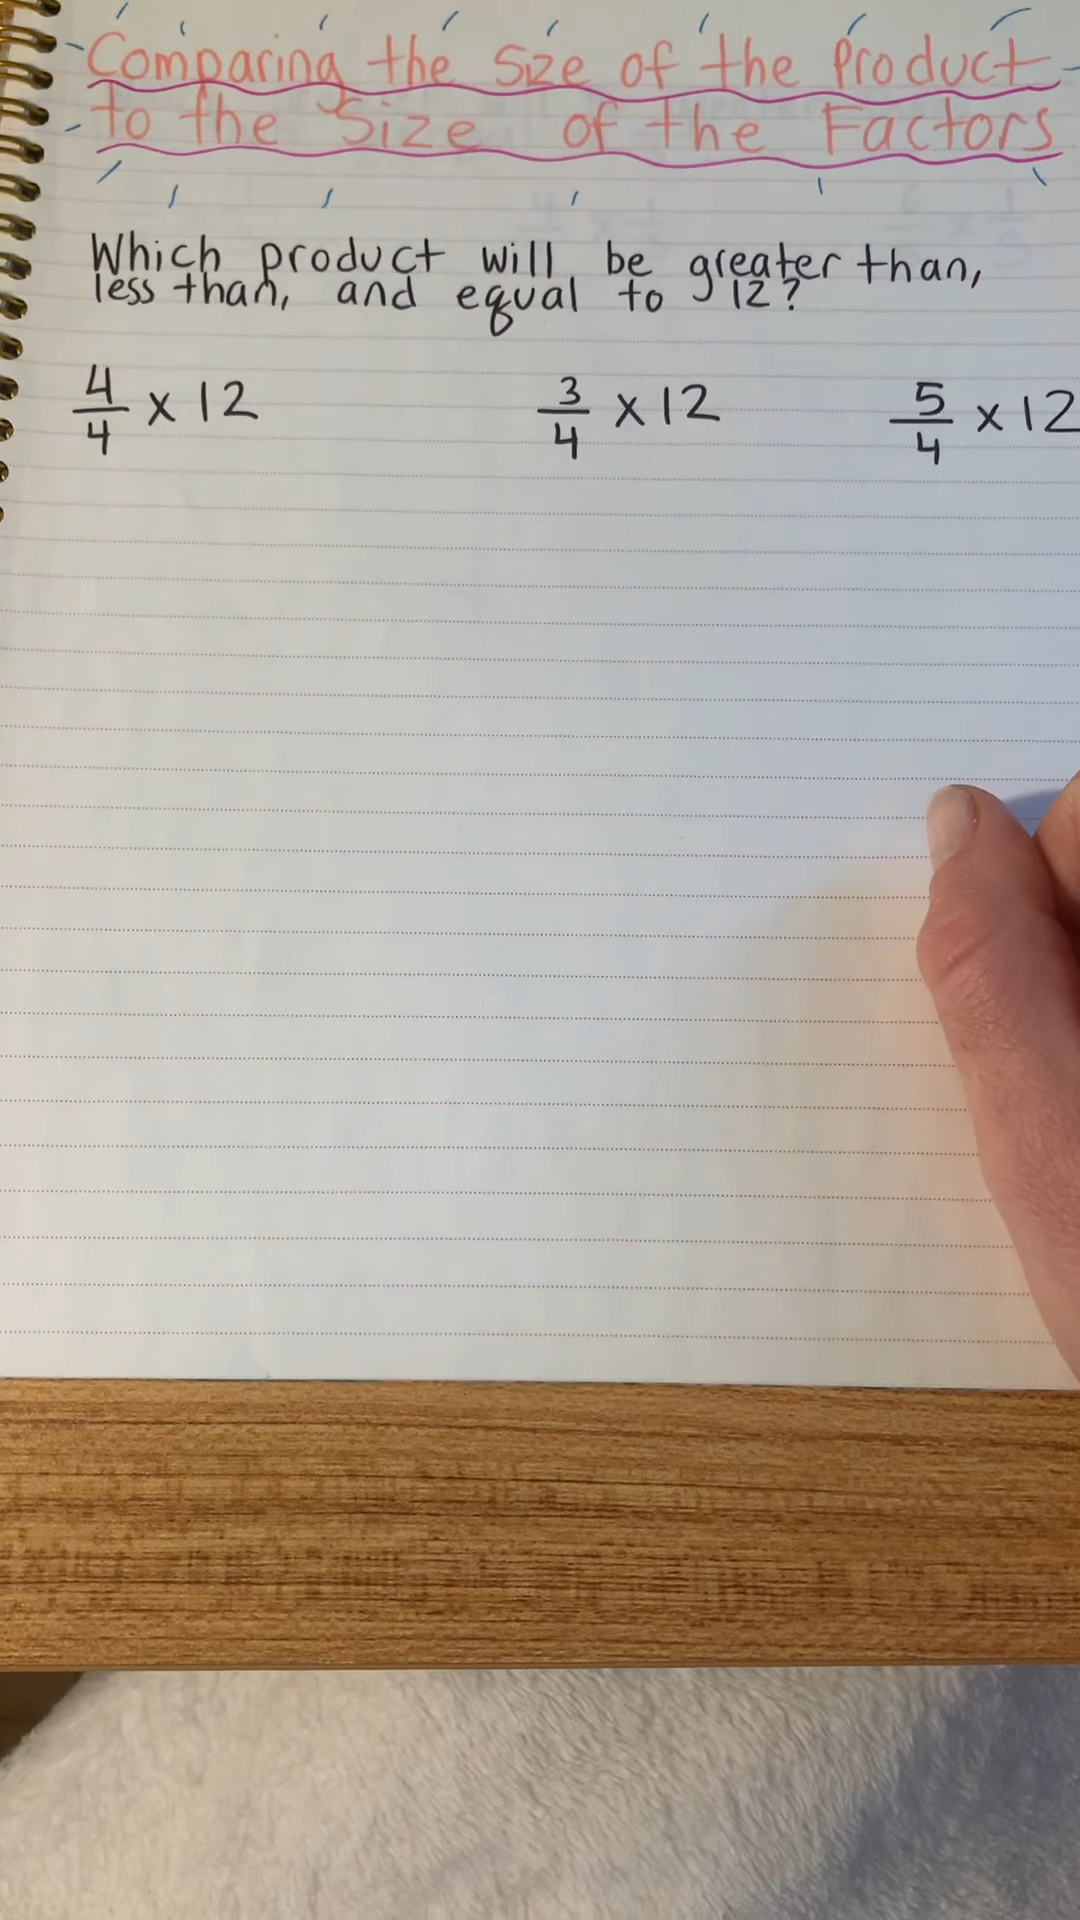 Comparing the Size of the Product
to the Size of the Factors
Which product will be greater than,
less than, and equal to 12?
4/4 x 12 3/4 x 12 5/4 x 12